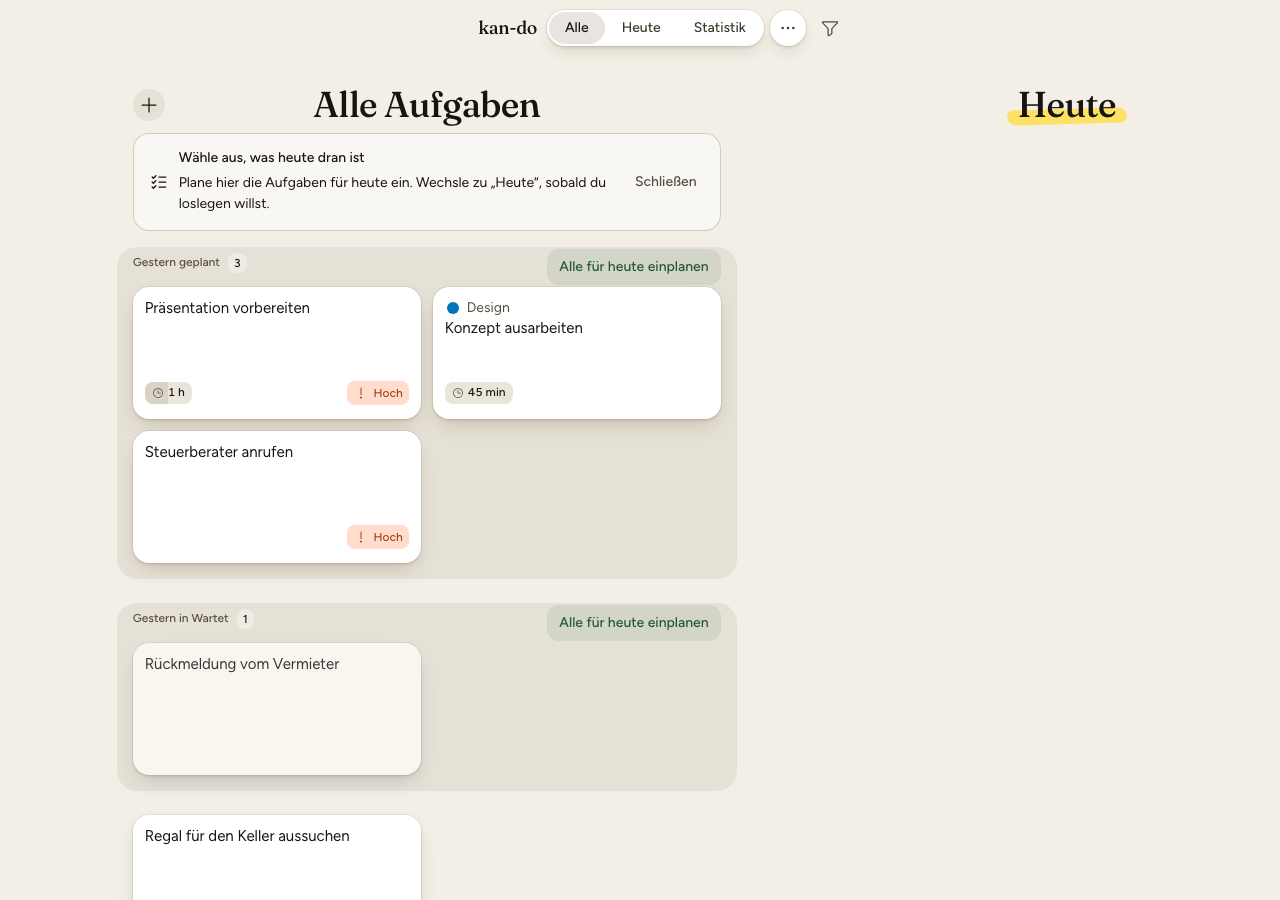 kan-do
Alle
Heute
Statistik
Alle Aufgaben
Heute
Wähle aus, was heute dran ist
Plane hier die Aufgaben für heute ein. Wechsle zu „Heute“, sobald du
loslegen willst.
Schließen
Gestern geplant 3
Alle für heute einplanen
Präsentation vorbereiten
1 h
! Hoch
Design
Konzept ausarbeiten
45 min
Steuerberater anrufen
! Hoch
Gestern in Wartet 1
Alle für heute einplanen
Rückmeldung vom Vermieter
Regal für den Keller aussuchen